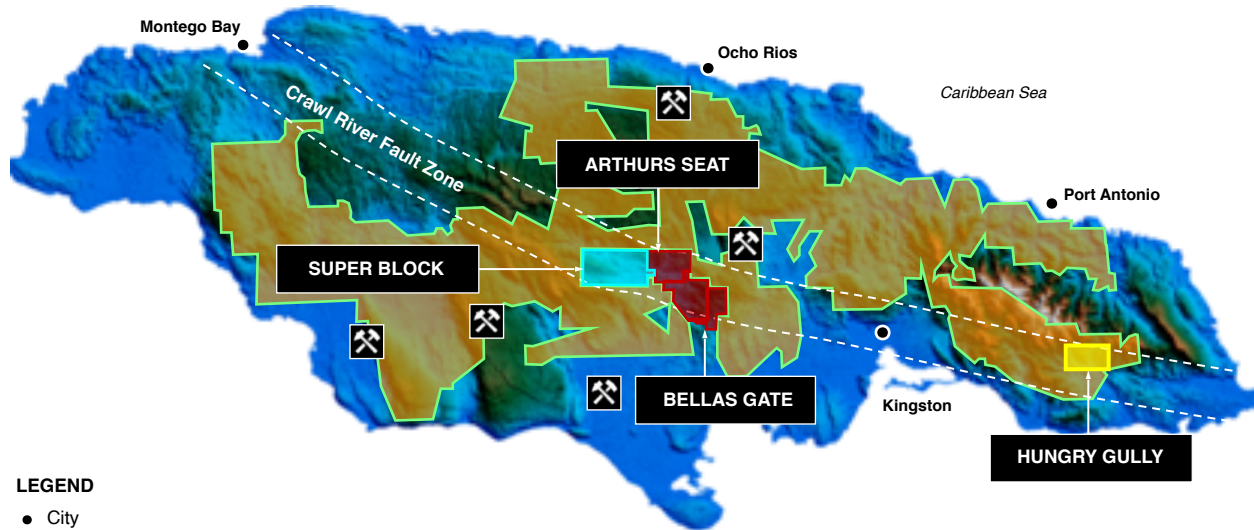 Montego Bay
Ocho Rios
Caribbean Sea
Crawl River Fault Zone
ARTHURS SEAT
Port Antonio
SUPER BLOCK
BELLAS GATE
Kingston
HUNGRY GULLY
LEGEND
City